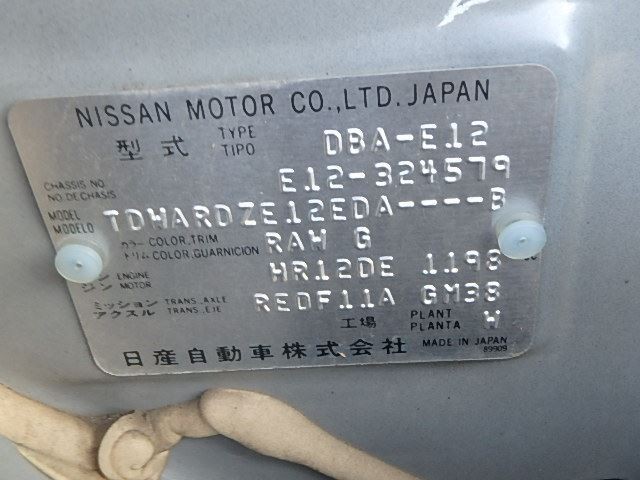 NISSAN MOTOR CO.,LTD. JAPAN
型式 TYPE TIPO DBA-E12
CHASSIS NO. NO. DE CHASIS E12-324579
MODEL MODELO TDWARDZE12EDA----B
カラー COLOR,TRIM トリム COLOR,GUARNICION RAW G
ENGINE ジン MOTOR HR12DE 1198
ミッション TRANS.,AXLE アクスル TRANS.,EJE RE0F11A GM38
工場 PLANT PLANTA W
日産自動車株式会社 MADE IN JAPAN
89909